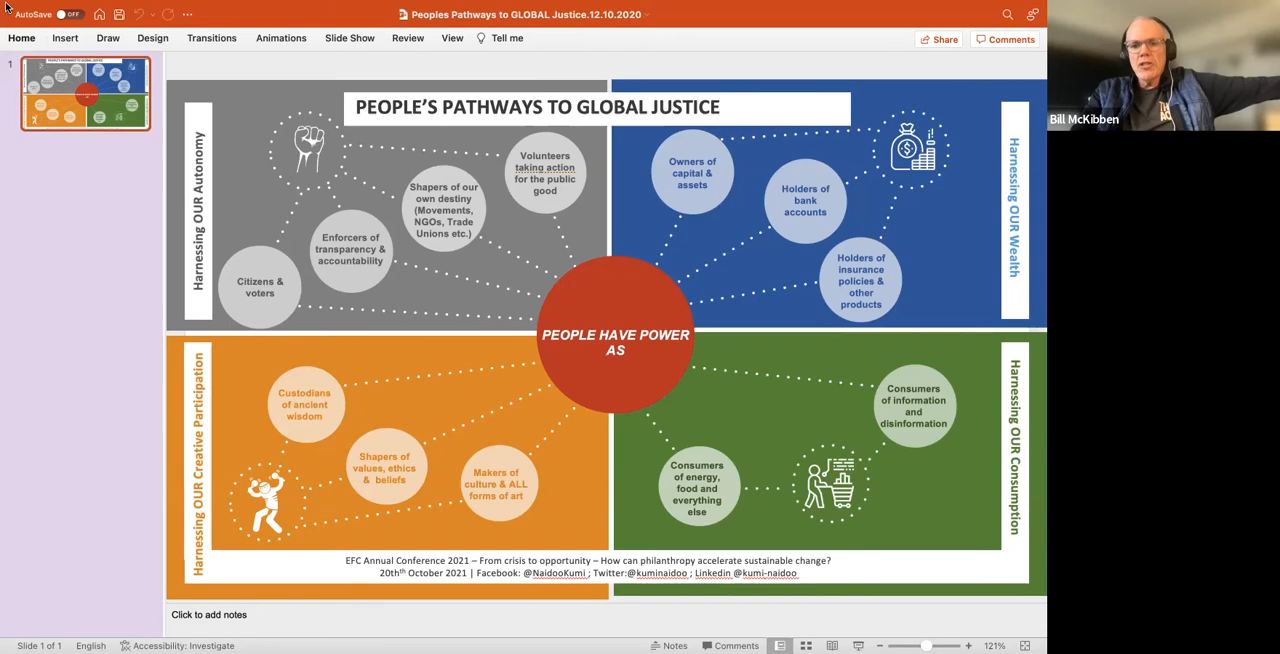 AutoSave OFF
Peoples Pathways to GLOBAL Justice.12.10.2020
Home Insert Draw Design Transitions Animations Slide Show Review View Tell me Share Comments
1
PEOPLE'S PATHWAYS TO GLOBAL JUSTICE
Harnessing OUR Autonomy
Volunteers
taking action
for the public
good
Shapers of our
own destiny
(Movements,
NGOs, Trade
Unions etc.)
Enforcers of
transparency &
accountability
Citizens &
voters
Owners of
capital &
assets
Holders of
bank
accounts
Holders of
insurance
policies &
other
products
Harnessing OUR Wealth
PEOPLE HAVE POWER
AS
Harnessing OUR Creative Participation
Custodians
of ancient
wisdom
Shapers of
values, ethics
& beliefs
Makers of
culture & ALL
forms of art
Consumers
of information
and
disinformation
Consumers
of energy,
food and
everything
else
Harnessing OUR Consumption
EFC Annual Conference 2021 – From crisis to opportunity – How can philanthropy accelerate sustainable change?
20thth October 2021 | Facebook: @NaidooKumi ; Twitter:@kuminaidoo ; Linkedin @kumi-naidoo
Click to add notes
Slide 1 of 1 English Accessibility: Investigate Notes Comments 121%
Bill McKibben